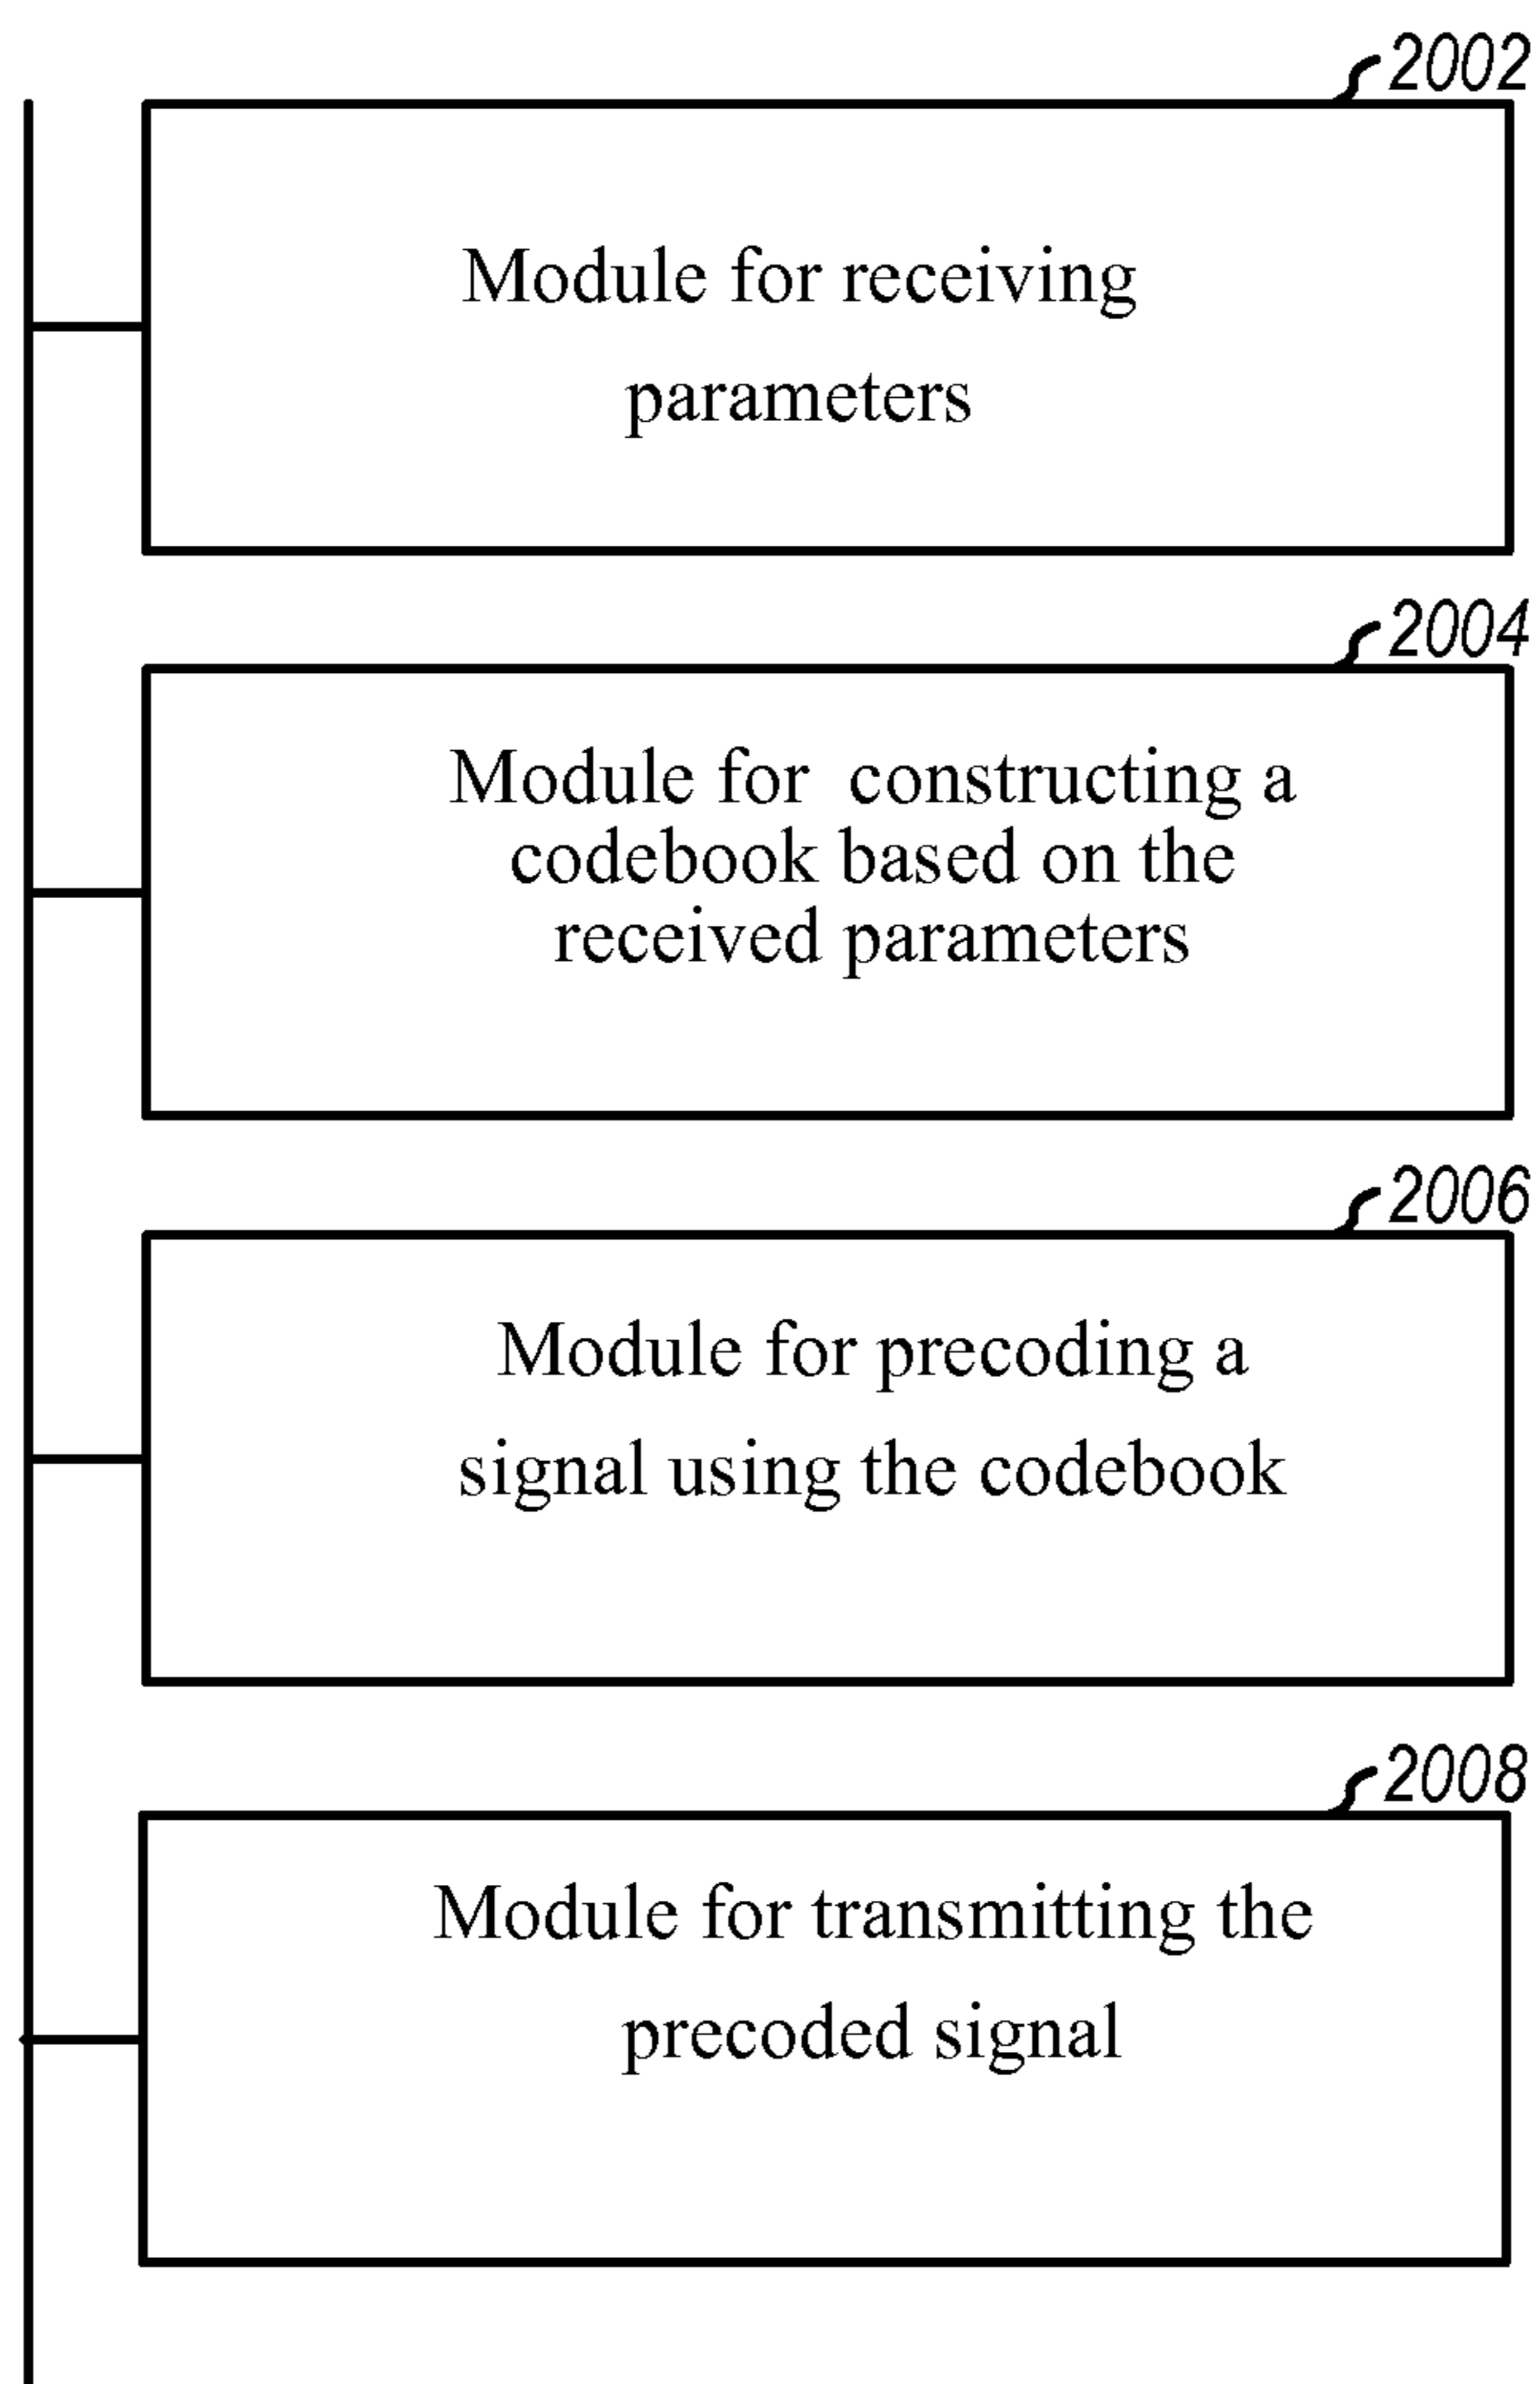 2002
Module for receiving
parameters
2004
Module for constructing a
codebook based on the
received parameters
2006
Module for precoding a
signal using the codebook
2008
Module for transmitting the
precoded signal